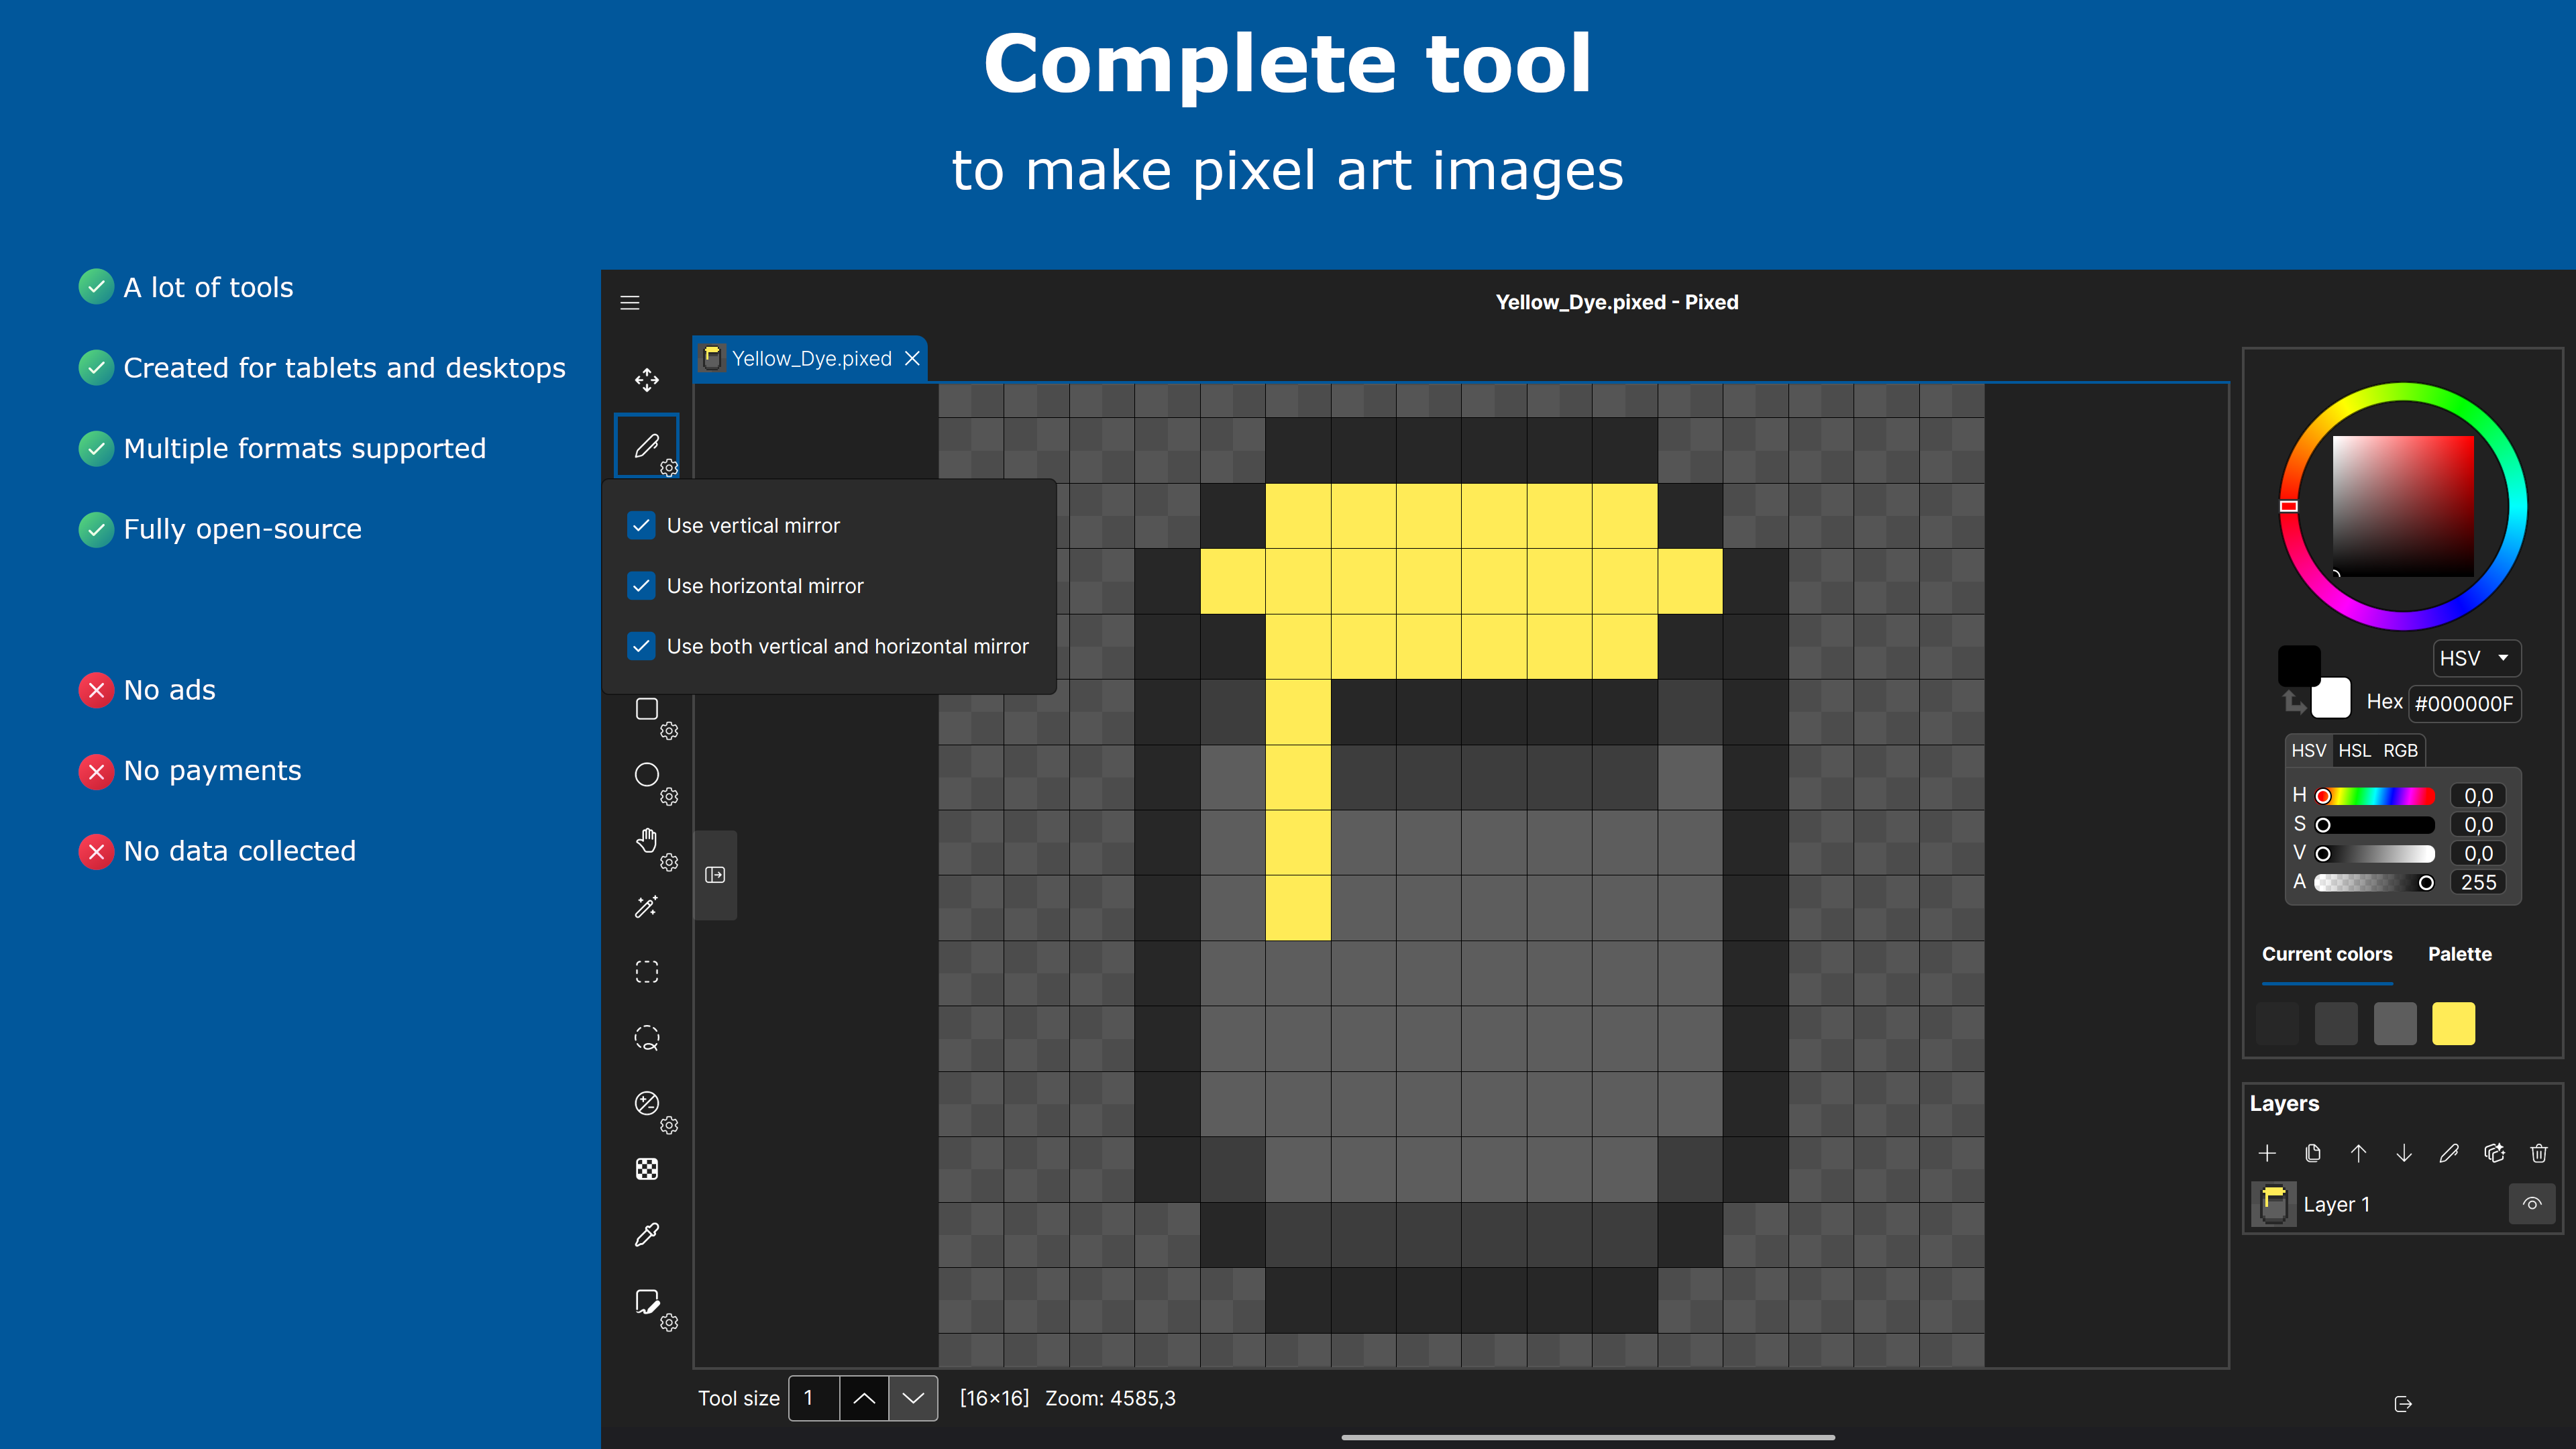 Complete tool
to make pixel art images
A lot of tools
Created for tablets and desktops
Multiple formats supported
Fully open-source
No ads
No payments
No data collected
Yellow_Dye.pixed - Pixed
Yellow_Dye.pixed
Use vertical mirror
Use horizontal mirror
Use both vertical and horizontal mirror
HSV
Hex #000000F
HSV HSL RGB
H 0,0
S 0,0
V 0,0
A 255
Current colors Palette
Layers
Layer 1
Tool size 1 [16×16] Zoom: 4585,3